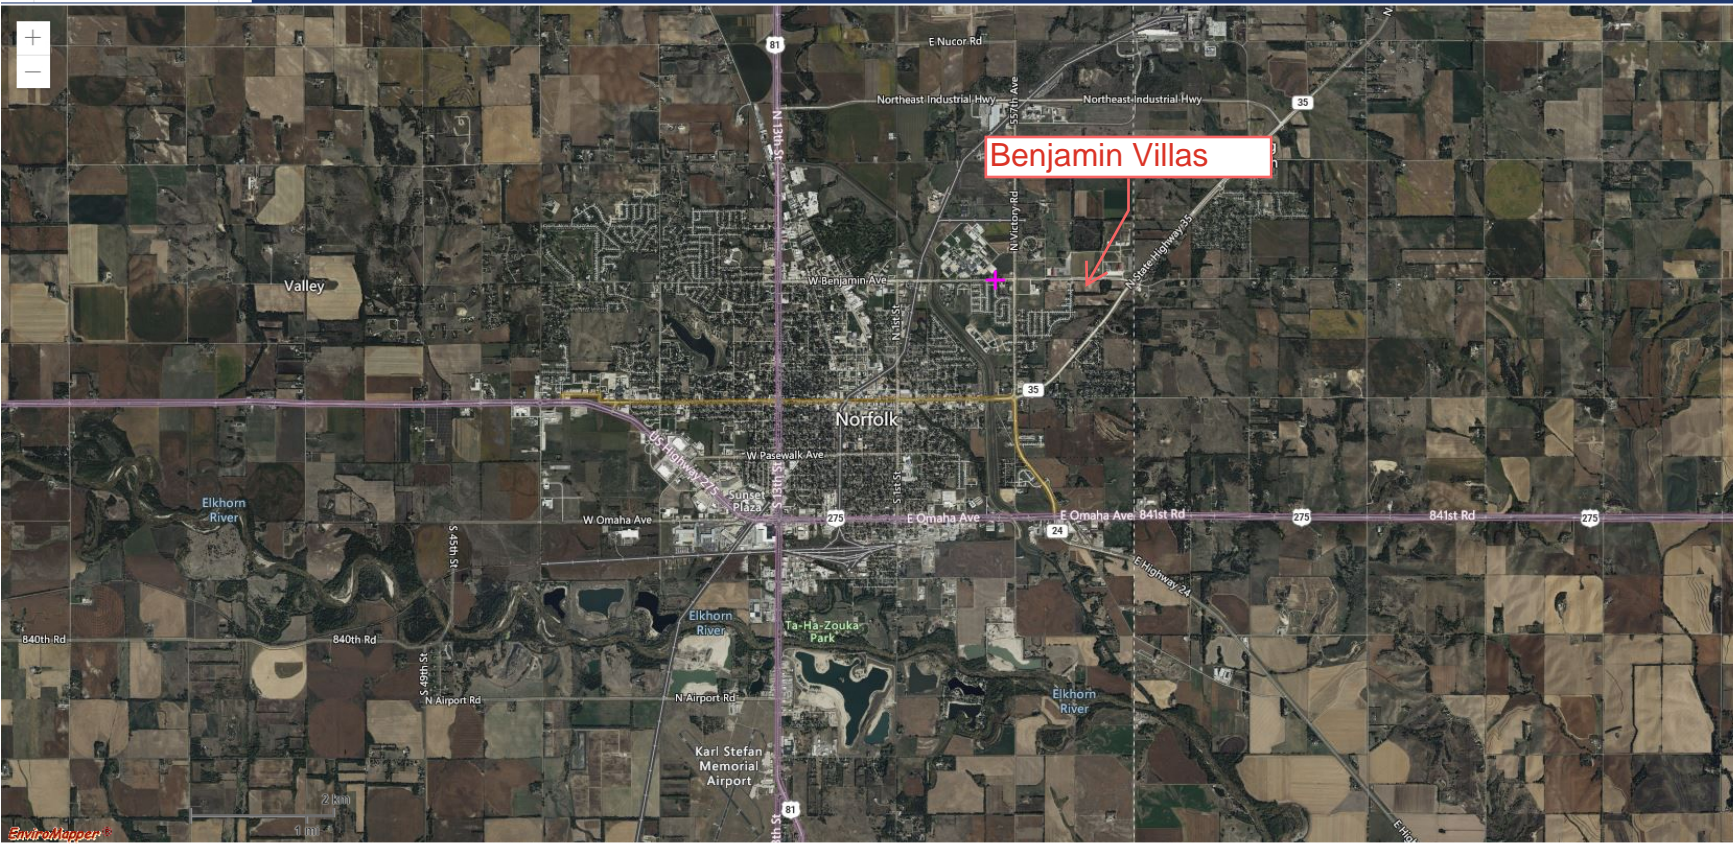 +
−
81
E Nucor Rd
557th Ave
Northeast Industrial Hwy
Northeast Industrial Hwy
35
N 13th St
Benjamin Villas
N Victory Rd
N State Highway 35
W Benjamin Ave
Valley
N 1st St
35
Norfolk
US Highway 275
W Pasewalk Ave
S 13th St
S 1st St
Sunset
Plaza
Elkhorn
River
W Omaha Ave
275
E Omaha Ave
E Omaha Ave
841st Rd
275
841st Rd
275
24
S 45th St
E Highway 24
Elkhorn
River
Ta-Ha-Zouka
Park
840th Rd
840th Rd
S 49th St
N Airport Rd
N Airport Rd
Elkhorn
River
Karl Stefan
Memorial
Airport
2 km
1 mi
81
EnviroMapper